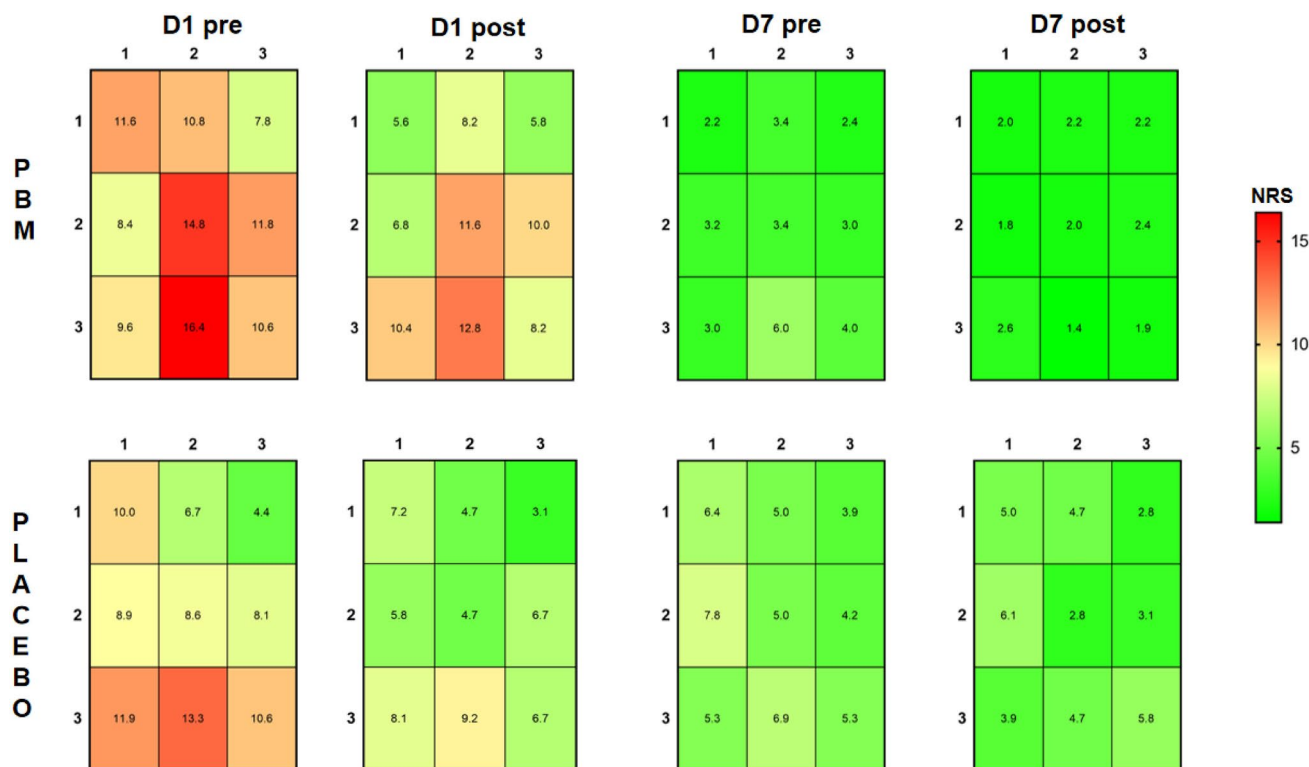 D1 pre D1 post D7 pre D7 post
1 2 3 1 2 3 1 2 3 1 2 3
1 11.6 10.8 7.8 1 5.6 8.2 5.8 1 2.2 3.4 2.4 1 2.0 2.2 2.2
P
B
M
2 8.4 14.8 11.8 2 6.8 11.6 10.0 2 3.2 3.4 3.0 2 1.8 2.0 2.4
3 9.6 16.4 10.6 3 10.4 12.8 8.2 3 3.0 6.0 4.0 3 2.6 1.4 1.9
NRS
15
10
5
1 2 3 1 2 3 1 2 3 1 2 3
P
L
A
C
E
B
O
1 10.0 6.7 4.4 1 7.2 4.7 3.1 1 6.4 5.0 3.9 1 5.0 4.7 2.8
2 8.9 8.6 8.1 2 5.8 4.7 6.7 2 7.8 5.0 4.2 2 6.1 2.8 3.1
3 11.9 13.3 10.6 3 8.1 9.2 6.7 3 5.3 6.9 5.3 3 3.9 4.7 5.8